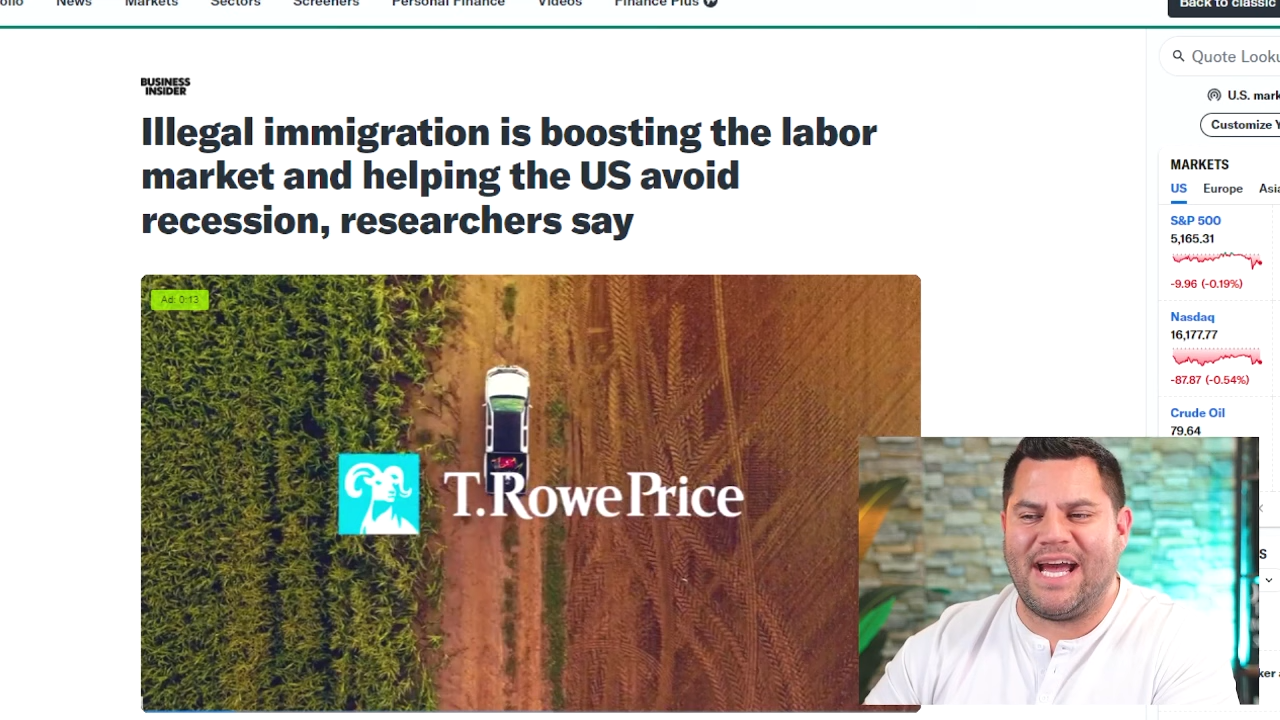 News
Markets
Sectors
Screeners
Personal Finance
Videos
Finance Plus
Back to classic
BUSINESS
INSIDER
Illegal immigration is boosting the labor
market and helping the US avoid
recession, researchers say
Ad: 0:13
T.RowePrice
Quote
U.S.
Customize
MARKETS
US Europe
S&P 500
5,165.31
-9.96 (-0.19%)
Nasdaq
16,177.77
-87.87 (-0.54%)
Crude Oil
79.64